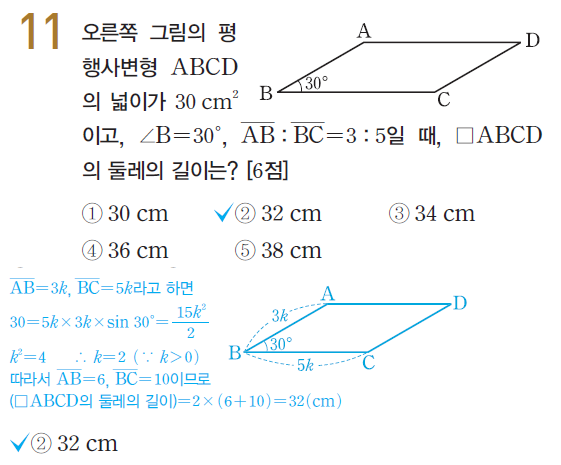 11 오른쪽 그림의 평
행사변형 ABCD
의 넓이가 30 cm²
이고, ∠B=30°, AB : BC=3 : 5일 때, □ABCD
의 둘레의 길이는? [6점]
A
D
B
30°
C
① 30 cm ② 32 cm ③ 34 cm
④ 36 cm ⑤ 38 cm
AB=3k, BC=5k라고 하면
30=5k×3k×sin 30°=15k²/2
k²=4 ∴ k=2 (∵ k>0)
따라서 AB=6, BC=10이므로
(□ABCD의 둘레의 길이)=2×(6+10)=32(cm)
A
D
3k
B
30°
5k
C
② 32 cm